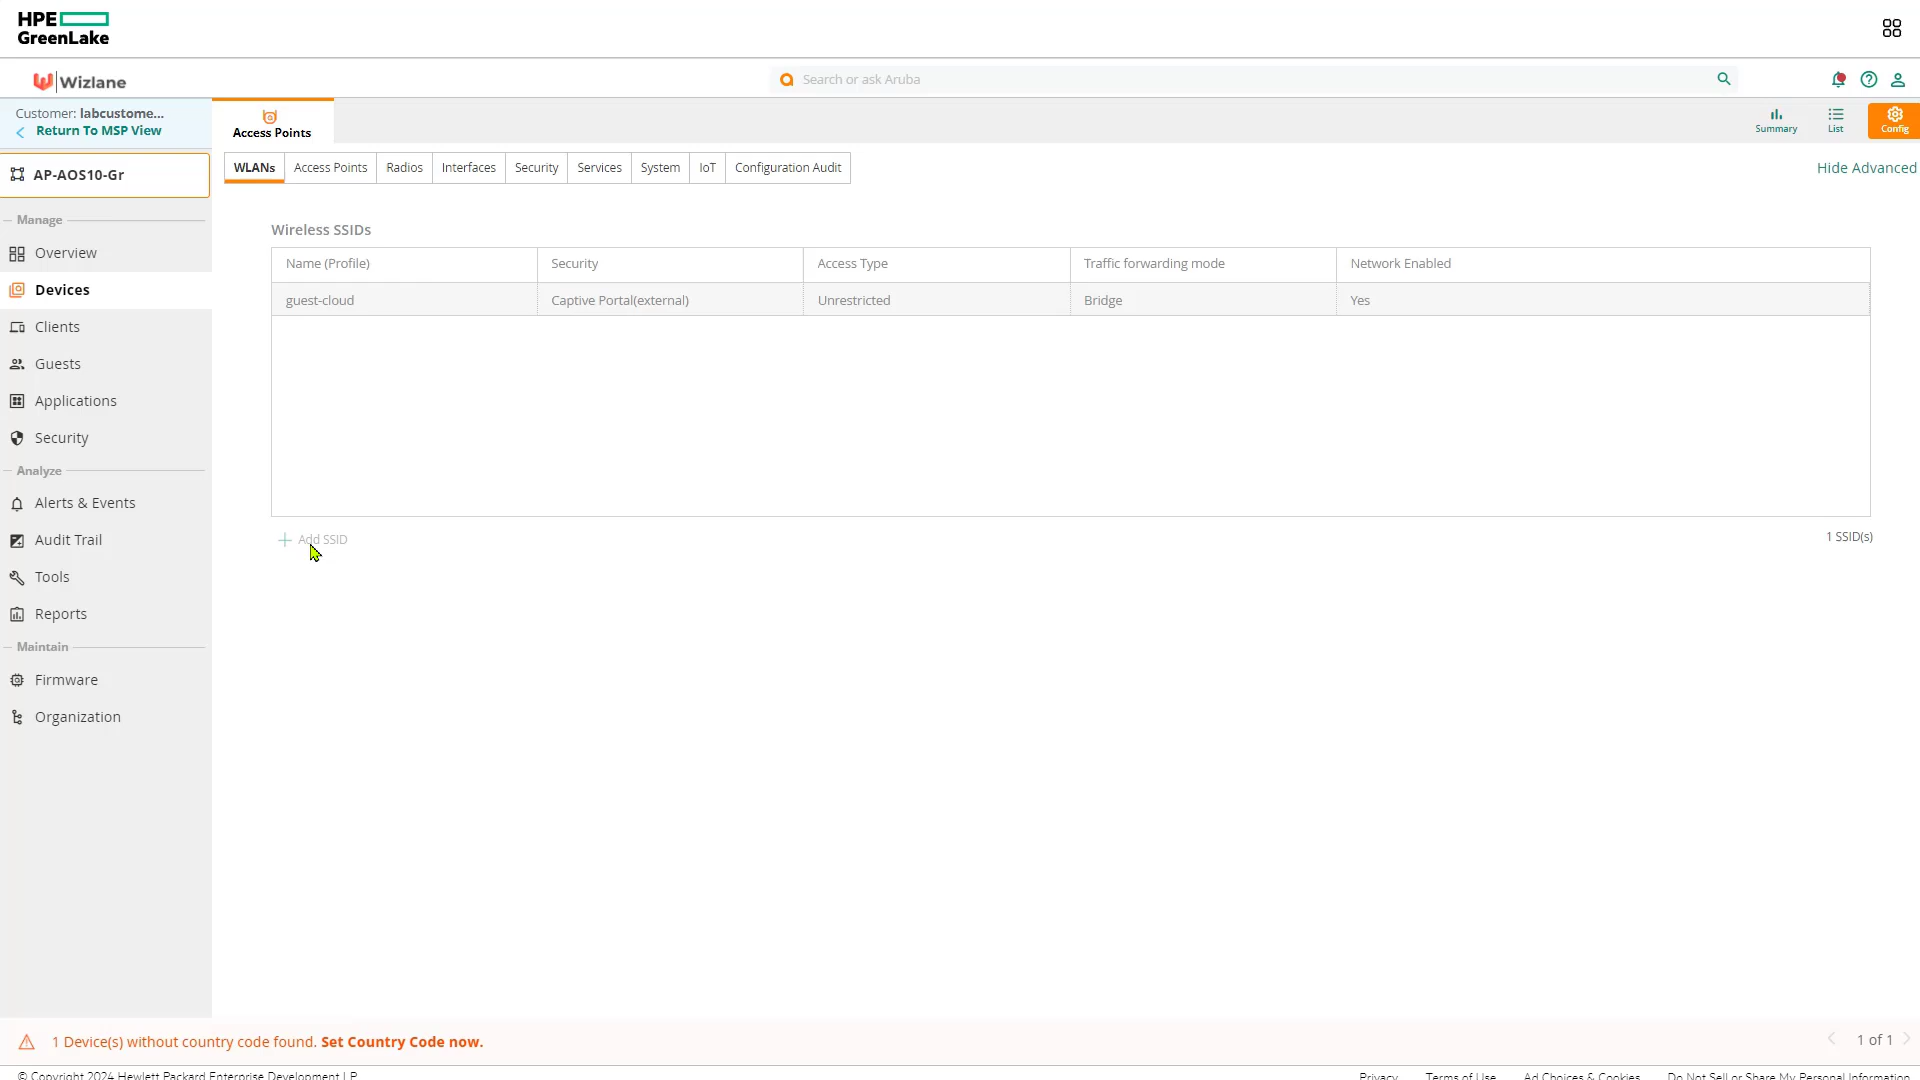 HPE
GreenLake
Wizlane
Search or ask Aruba
Customer: labcustome...
Return To MSP View
Access Points
Summary
List
Config
AP-AOS10-Gr
WLANs
Access Points
Radios
Interfaces
Security
Services
System
IoT
Configuration Audit
Hide Advanced
Manage
Overview
Devices
Clients
Guests
Applications
Security
Analyze
Alerts & Events
Audit Trail
Tools
Reports
Maintain
Firmware
Organization
Wireless SSIDs
Name (Profile)
Security
Access Type
Traffic forwarding mode
Network Enabled
guest-cloud
Captive Portal(external)
Unrestricted
Bridge
Yes
Add SSID
1 SSID(s)
1 Device(s) without country code found. Set Country Code now.
1 of 1
© Copyright 2024 Hewlett Packard Enterprise Development LP
Privacy
Terms of Use
Ad Choices & Cookies
Do Not Sell or Share My Personal Information